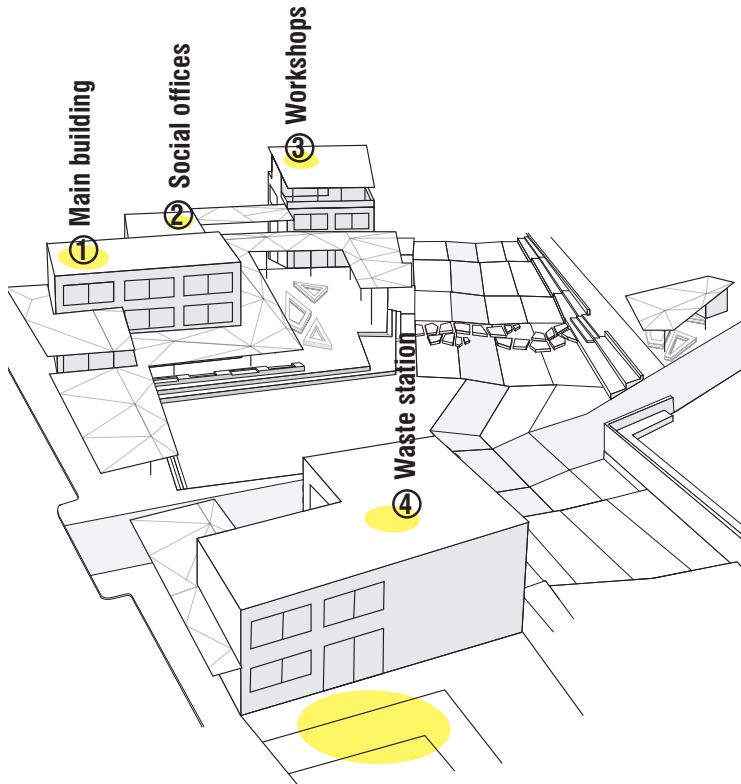 ① Main building
② Social offices
③ Workshops
④ Waste station